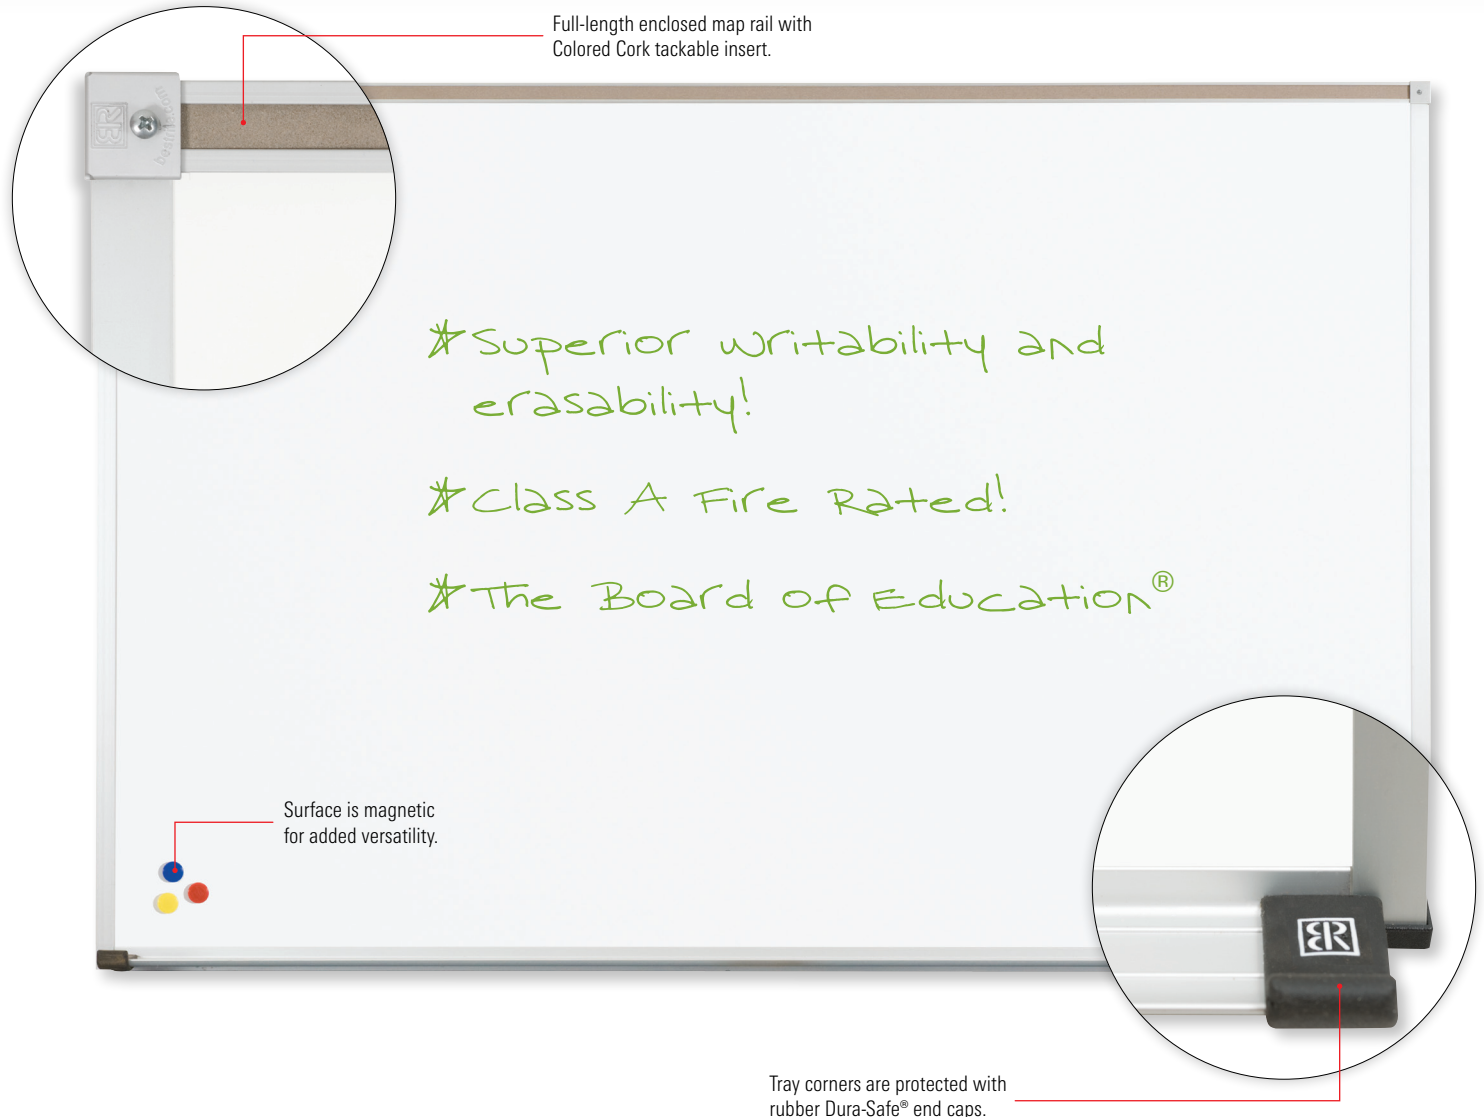 Full-length enclosed map rail with
Colored Cork tackable insert.
*Superior writability and
erasability!
*Class A Fire Rated!
*The Board of Education®
Surface is magnetic
for added versatility.
Tray corners are protected with
rubber Dura-Safe® end caps.